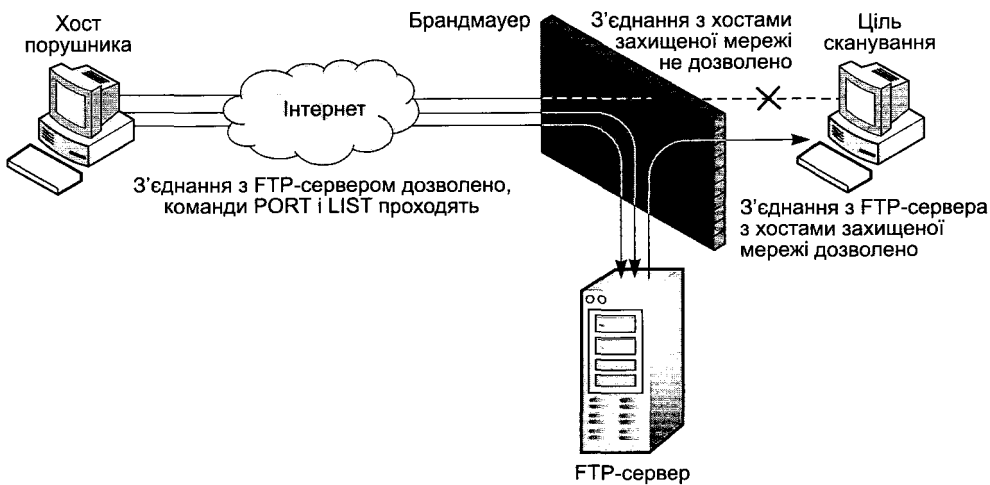 Хост
порушника
Брандмауер
З’єднання з хостами
захищеної мережі
не дозволено
Ціль
сканування
Інтернет
З’єднання з FTP-сервером дозволено,
команди PORT і LIST проходять
З’єднання з FTP-сервера
з хостами захищеної
мережі дозволено
FTP-сервер